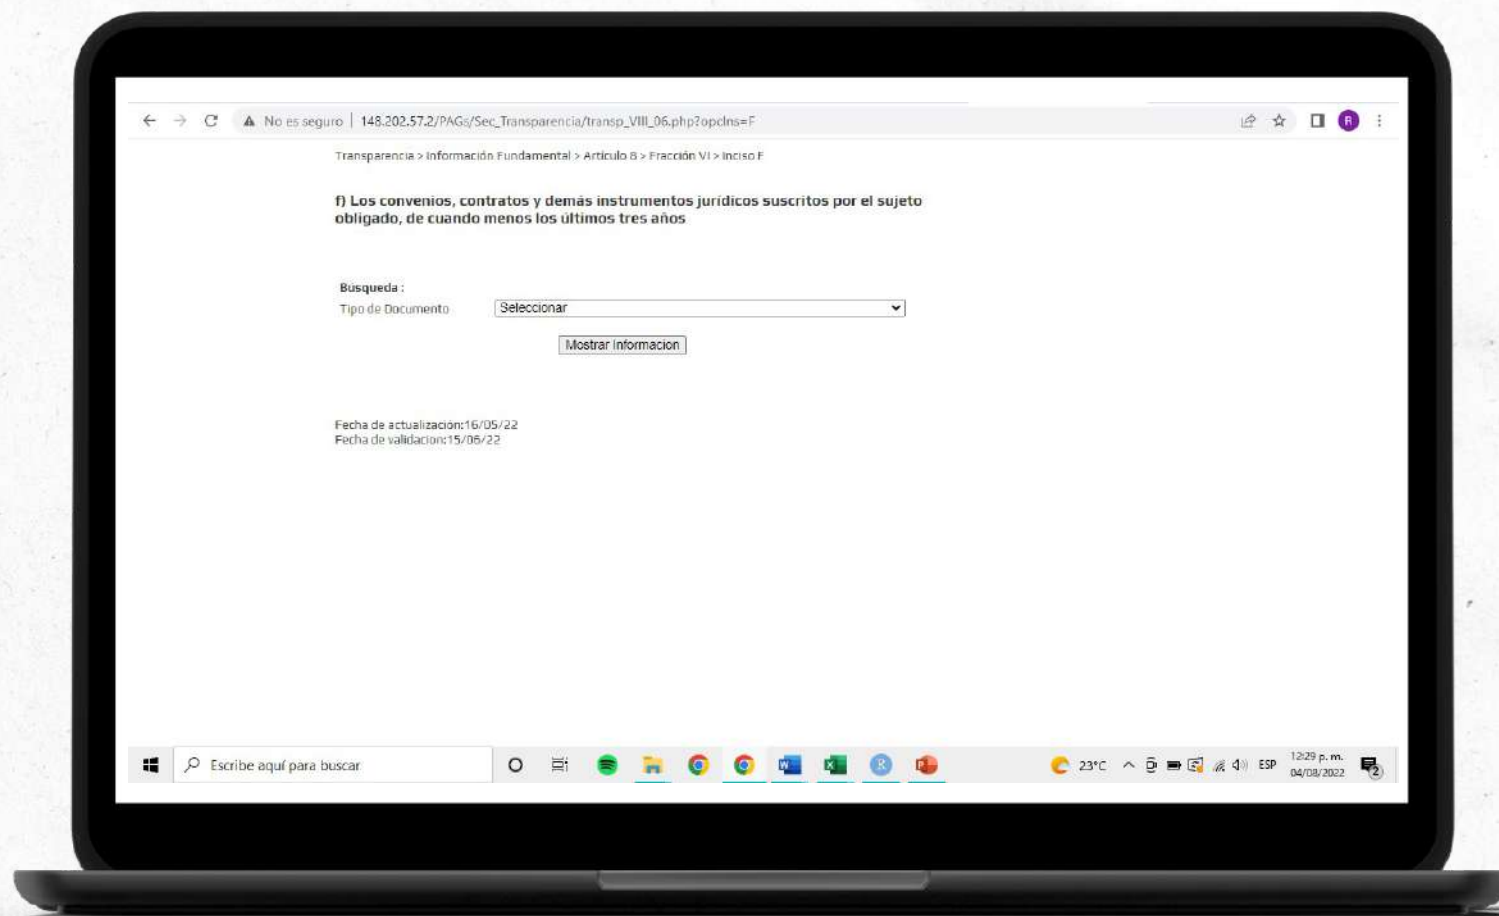 No es seguro | 148.202.57.2/PAGs/Sec_Transparencia/transp_VIII_06.php?opcIns=F
R
Transparencia > Información Fundamental > Artículo 8 > Fracción VI > Inciso F
f) Los convenios, contratos y demás instrumentos jurídicos suscritos por el sujeto
obligado, de cuando menos los últimos tres años
Búsqueda :
Tipo de Documento
Seleccionar
Mostrar Informacion
Fecha de actualización:16/05/22
Fecha de validacion:15/06/22
Escribe aquí para buscar
23°C
ESP
12:29 p. m.
04/08/2022
2